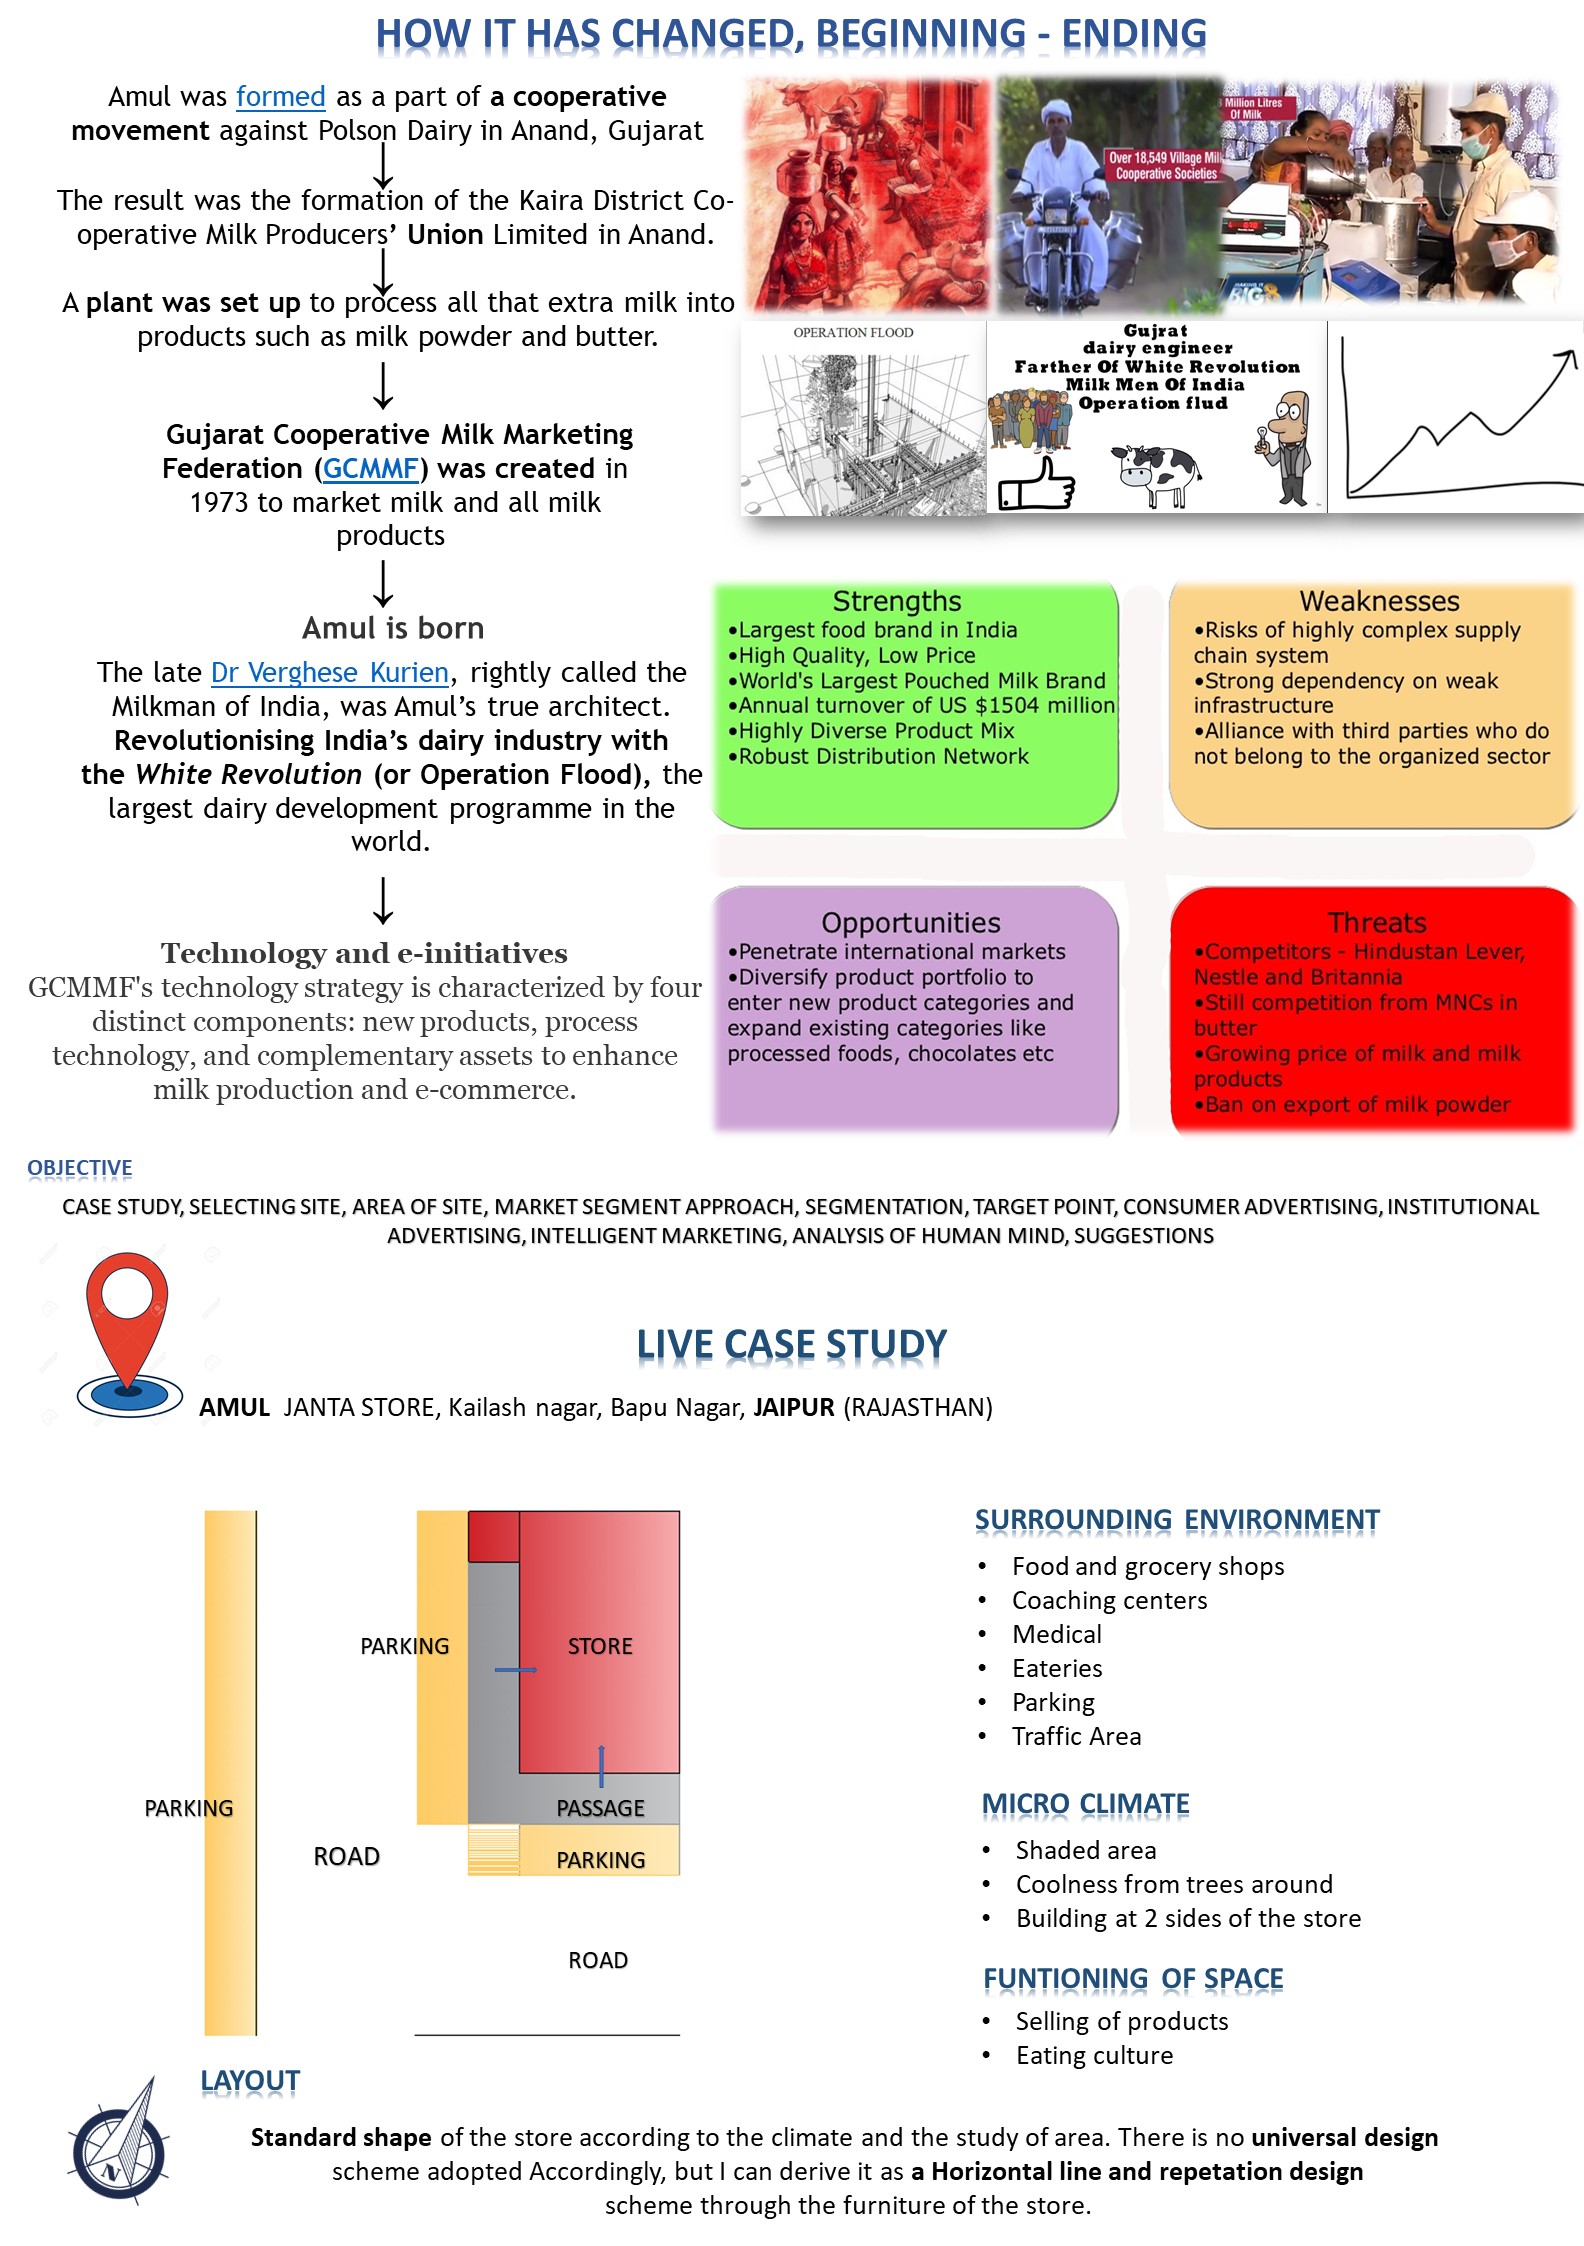 HOW IT HAS CHANGED, BEGINNING - ENDING
Amul was formed as a part of a cooperative
movement against Polson Dairy in Anand, Gujarat
The result was the formation of the Kaira District Co-
operative Milk Producers’ Union Limited in Anand.
A plant was set up to process all that extra milk into
products such as milk powder and butter.
Gujarat Cooperative Milk Marketing
Federation (GCMMF) was created in
1973 to market milk and all milk
products
Amul is born
The late Dr Verghese Kurien, rightly called the
Milkman of India, was Amul’s true architect.
Revolutionising India’s dairy industry with
the White Revolution (or Operation Flood), the
largest dairy development programme in the
world.
Technology and e-initiatives
GCMMF's technology strategy is characterized by four
distinct components: new products, process
technology, and complementary assets to enhance
milk production and e-commerce.
Over 18,549 Village Mil
Cooperative Societies
Million Litres
Of Milk
MAKING IT
BIG
OPERATION FLOOD
Gujrat
dairy engineer
Farther Of White Revolution
Milk Men Of India
Operation flud
Strengths
•Largest food brand in India
•High Quality, Low Price
•World's Largest Pouched Milk Brand
•Annual turnover of US $1504 million
•Highly Diverse Product Mix
•Robust Distribution Network
Weaknesses
•Risks of highly complex supply
chain system
•Strong dependency on weak
infrastructure
•Alliance with third parties who do
not belong to the organized sector
Opportunities
•Penetrate international markets
•Diversify product portfolio to
enter new product categories and
expand existing categories like
processed foods, chocolates etc
Threats
•Competitors - Hindustan Lever,
Nestle and Britannia
•Still competition from MNCs in
butter
•Growing price of milk and milk
products
•Ban on export of milk powder
OBJECTIVE
CASE STUDY, SELECTING SITE, AREA OF SITE, MARKET SEGMENT APPROACH, SEGMENTATION, TARGET POINT, CONSUMER ADVERTISING, INSTITUTIONAL
ADVERTISING, INTELLIGENT MARKETING, ANALYSIS OF HUMAN MIND, SUGGESTIONS
LIVE CASE STUDY
AMUL JANTA STORE, Kailash nagar, Bapu Nagar, JAIPUR (RAJASTHAN)
PARKING
STORE
PARKING
PASSAGE
ROAD
PARKING
ROAD
SURROUNDING ENVIRONMENT
• Food and grocery shops
• Coaching centers
• Medical
• Eateries
• Parking
• Traffic Area
MICRO CLIMATE
• Shaded area
• Coolness from trees around
• Building at 2 sides of the store
FUNTIONING OF SPACE
• Selling of products
• Eating culture
LAYOUT
N
Standard shape of the store according to the climate and the study of area. There is no universal design
scheme adopted Accordingly, but I can derive it as a Horizontal line and repetation design
scheme through the furniture of the store.